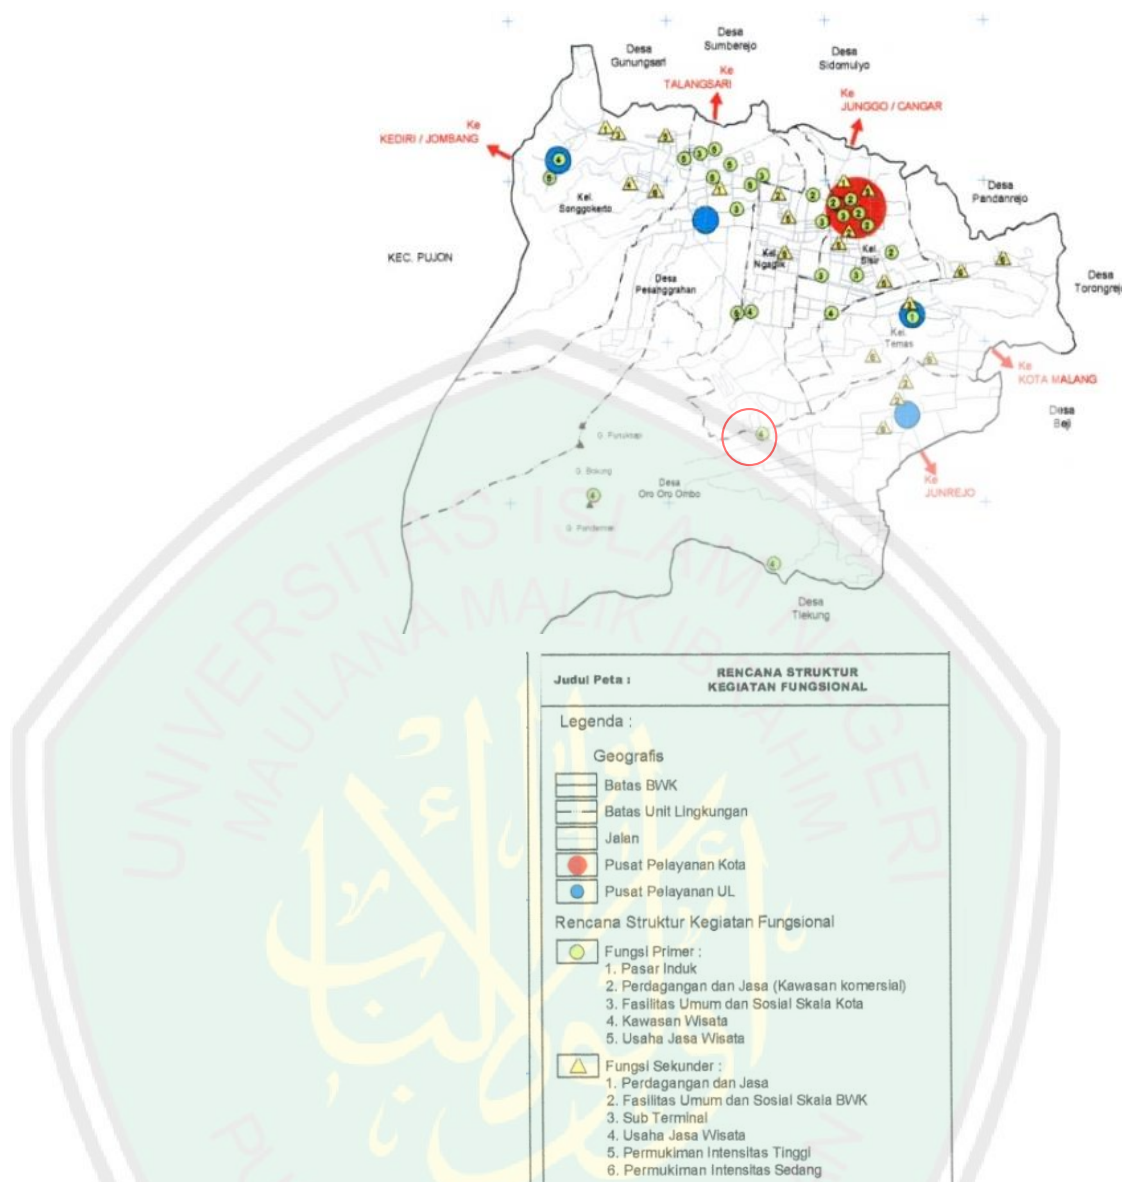 Desa
Sumberejo
Desa
Gunungsari
Desa
Sidomulyo
Ke
TALANGSARI
Ke
JUNGGO / CANGAR
Ke
KEDIRI / JOMBANG
Desa
Pandanrejo
Kel.
Songgokerto
KEC. PUJON
Kel.
Ngaglik
Kel.
Sisir
Desa
Pesanggrahan
Desa
Torongrejo
Kel.
Temas
Ke
KOTA MALANG
Desa
Beji
G. Bokong
Desa
Oro Oro Ombo
Ke
JUNREJO
Desa
Tlekung
UNIVERSITAS ISLAM NEGERI
MAULANA MALIK IBRAHIM
Judul Peta :
RENCANA STRUKTUR
KEGIATAN FUNGSIONAL
Legenda :
Geografis
Batas BWK
Batas Unit Lingkungan
Jalan
Pusat Pelayanan Kota
Pusat Pelayanan UL
Rencana Struktur Kegiatan Fungsional
Fungsi Primer :
1. Pasar Induk
2. Perdagangan dan Jasa (Kawasan komersial)
3. Fasilitas Umum dan Sosial Skala Kota
4. Kawasan Wisata
5. Usaha Jasa Wisata
Fungsi Sekunder :
1. Perdagangan dan Jasa
2. Fasilitas Umum dan Sosial Skala BWK
3. Sub Terminal
4. Usaha Jasa Wisata
5. Permukiman Intensitas Tinggi
6. Permukiman Intensitas Sedang